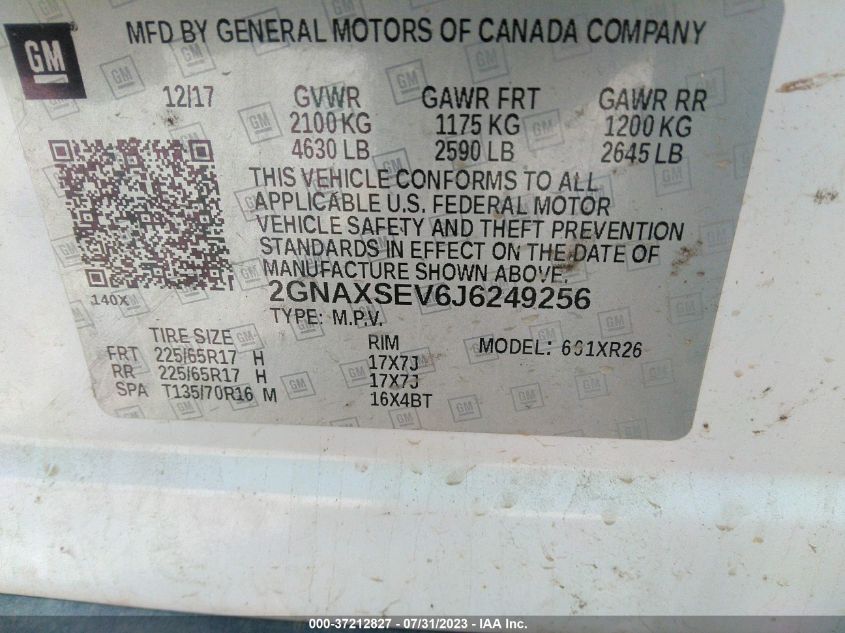 GM
MFD BY GENERAL MOTORS OF CANADA COMPANY
12/17 GVWR GAWR FRT GAWR RR
2100 KG 1175 KG 1200 KG
4630 LB 2590 LB 2645 LB
THIS VEHICLE CONFORMS TO ALL
APPLICABLE U.S. FEDERAL MOTOR
VEHICLE SAFETY AND THEFT PREVENTION
STANDARDS IN EFFECT ON THE DATE OF
MANUFACTURE SHOWN ABOVE.
140X
2GNAXSEV6J6249256
TYPE: M.P.V.
TIRE SIZE RIM MODEL: XR26
FRT 225/65R17 H 17X7J
RR 225/65R17 H 17X7J
SPA T135/70R16 M 16X4BT
000-37212827 - 07/31/2023 - IAA Inc.